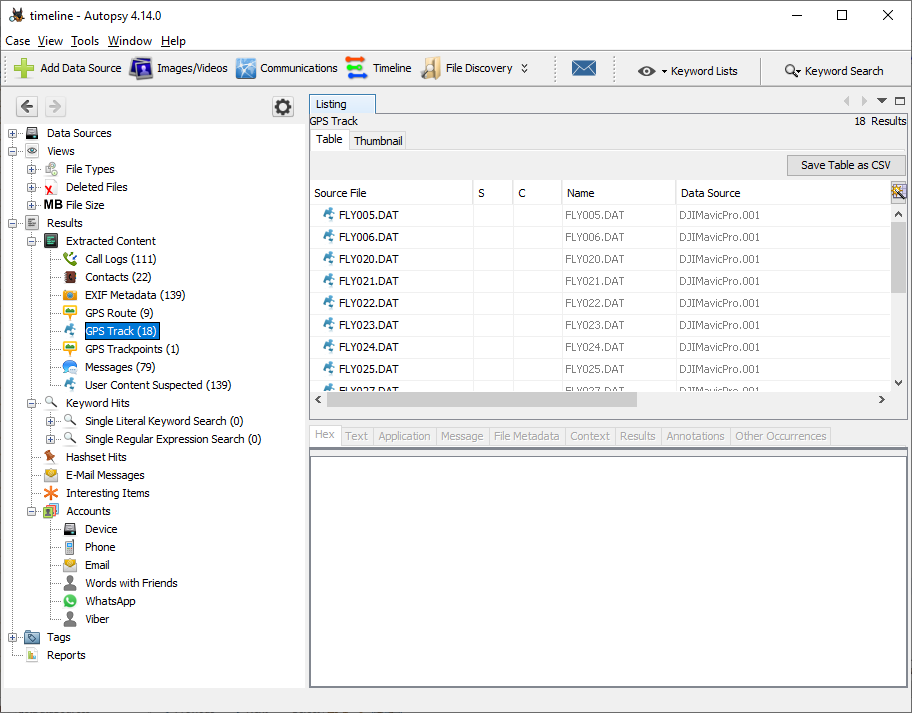 timeline - Autopsy 4.14.0
Case View Tools Window Help
Add Data Source Images/Videos Communications Timeline File Discovery Keyword Lists Keyword Search
Data Sources
Views
File Types
Deleted Files
MB File Size
Results
Extracted Content
Call Logs (111)
Contacts (22)
EXIF Metadata (139)
GPS Route (9)
GPS Track (18)
GPS Trackpoints (1)
Messages (79)
User Content Suspected (139)
Keyword Hits
Single Literal Keyword Search (0)
Single Regular Expression Search (0)
Hashset Hits
E-Mail Messages
Interesting Items
Accounts
Device
Phone
Email
Words with Friends
WhatsApp
Viber
Tags
Reports
Listing
GPS Track 18 Results
Table Thumbnail
Save Table as CSV
Source File S C Name Data Source
FLY005.DAT FLY005.DAT DJIMavicPro.001
FLY006.DAT FLY006.DAT DJIMavicPro.001
FLY020.DAT FLY020.DAT DJIMavicPro.001
FLY021.DAT FLY021.DAT DJIMavicPro.001
FLY022.DAT FLY022.DAT DJIMavicPro.001
FLY023.DAT FLY023.DAT DJIMavicPro.001
FLY024.DAT FLY024.DAT DJIMavicPro.001
FLY025.DAT FLY025.DAT DJIMavicPro.001
FLY027.DAT FLY027.DAT DJIMavicPro.001
Hex Text Application Message File Metadata Context Results Annotations Other Occurrences